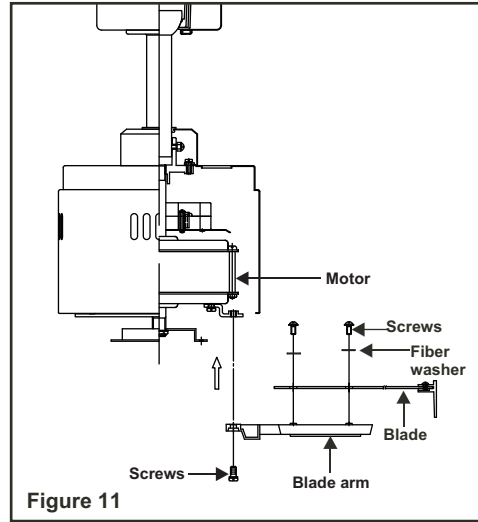 Motor
Screws
Fiber
washer
Blade
Screws
Blade arm
Figure 11